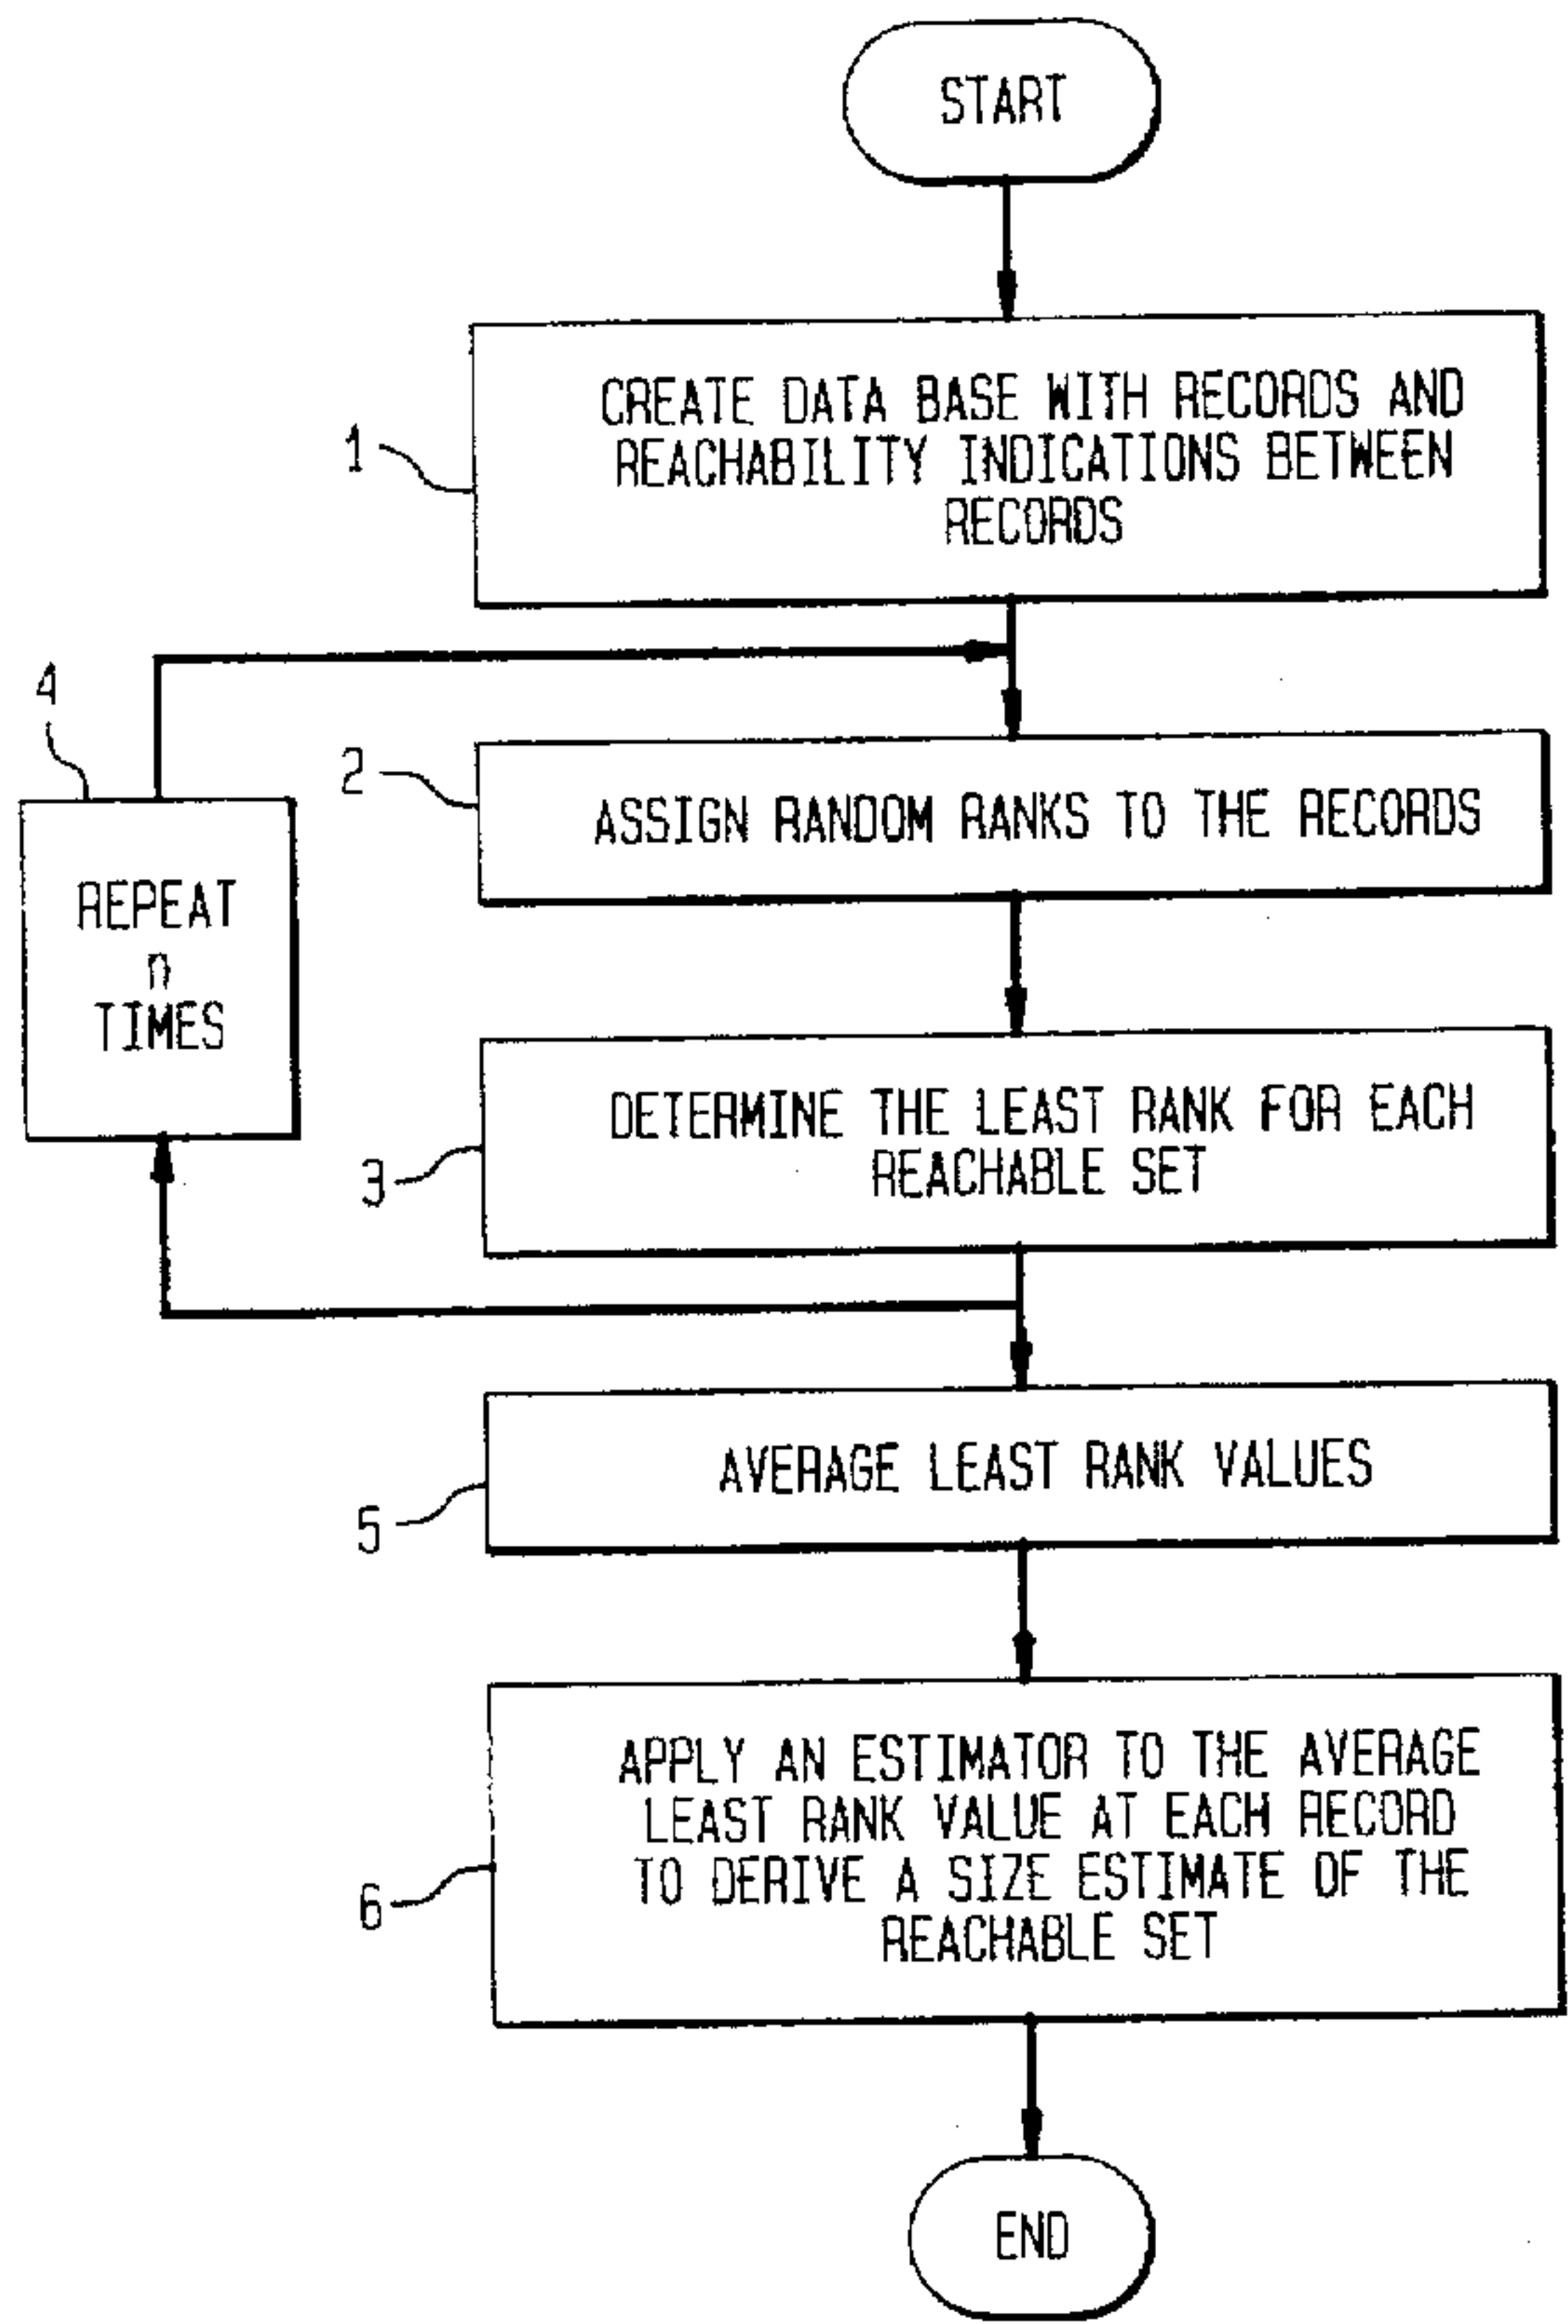 START
1
CREATE DATA BASE WITH RECORDS AND
REACHABILITY INDICATIONS BETWEEN
RECORDS
4
2
ASSIGN RANDOM RANKS TO THE RECORDS
REPEAT
n
TIMES
3
DETERMINE THE LEAST RANK FOR EACH
REACHABLE SET
5
AVERAGE LEAST RANK VALUES
6
APPLY AN ESTIMATOR TO THE AVERAGE
LEAST RANK VALUE AT EACH RECORD
TO DERIVE A SIZE ESTIMATE OF THE
REACHABLE SET
END